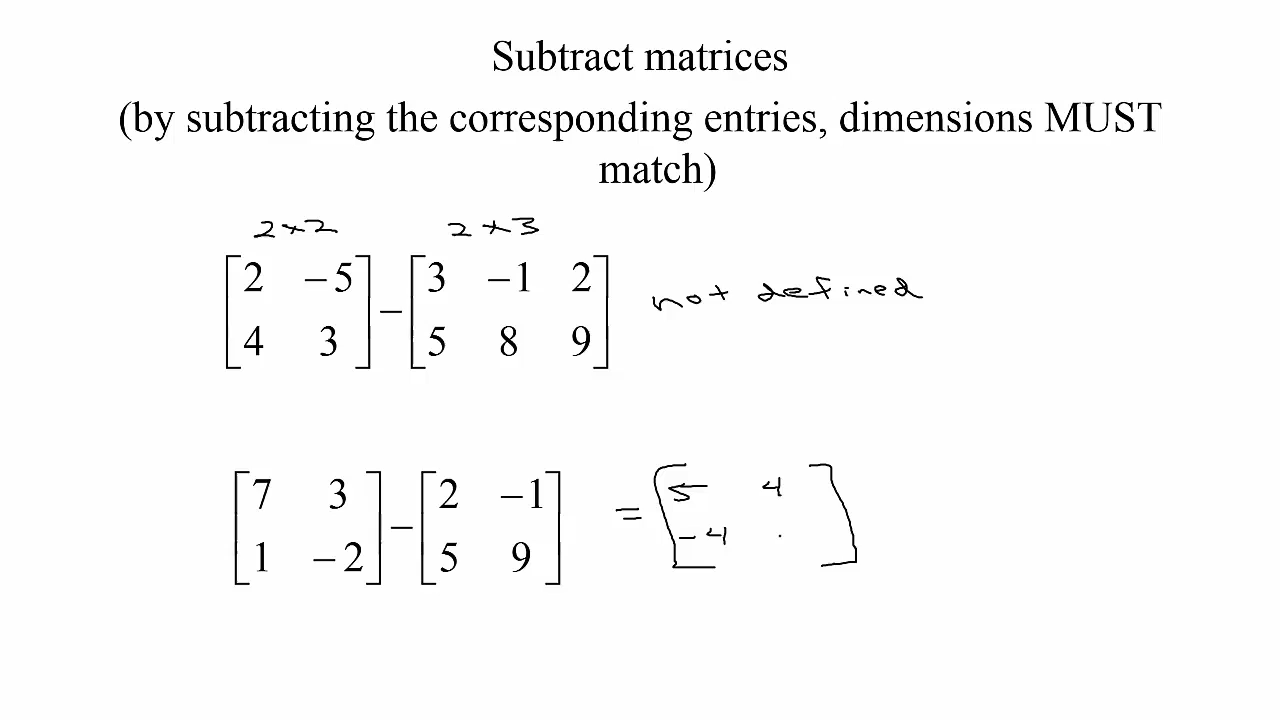 Subtract matrices
(by subtracting the corresponding entries, dimensions MUST
match)
2×2 2×3
[2 −5] − [3 −1 2] not defined
[4 3] [5 8 9]
[7 3] − [2 −1] = [5 4]
[1 −2] [5 9] [-4 ]